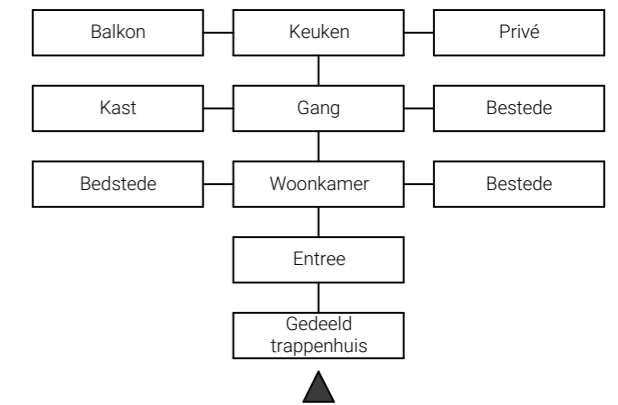 Balkon
Keuken
Privé
Kast
Gang
Bestede
Bedstede
Woonkamer
Bestede
Entree
Gedeeld
trappenhuis